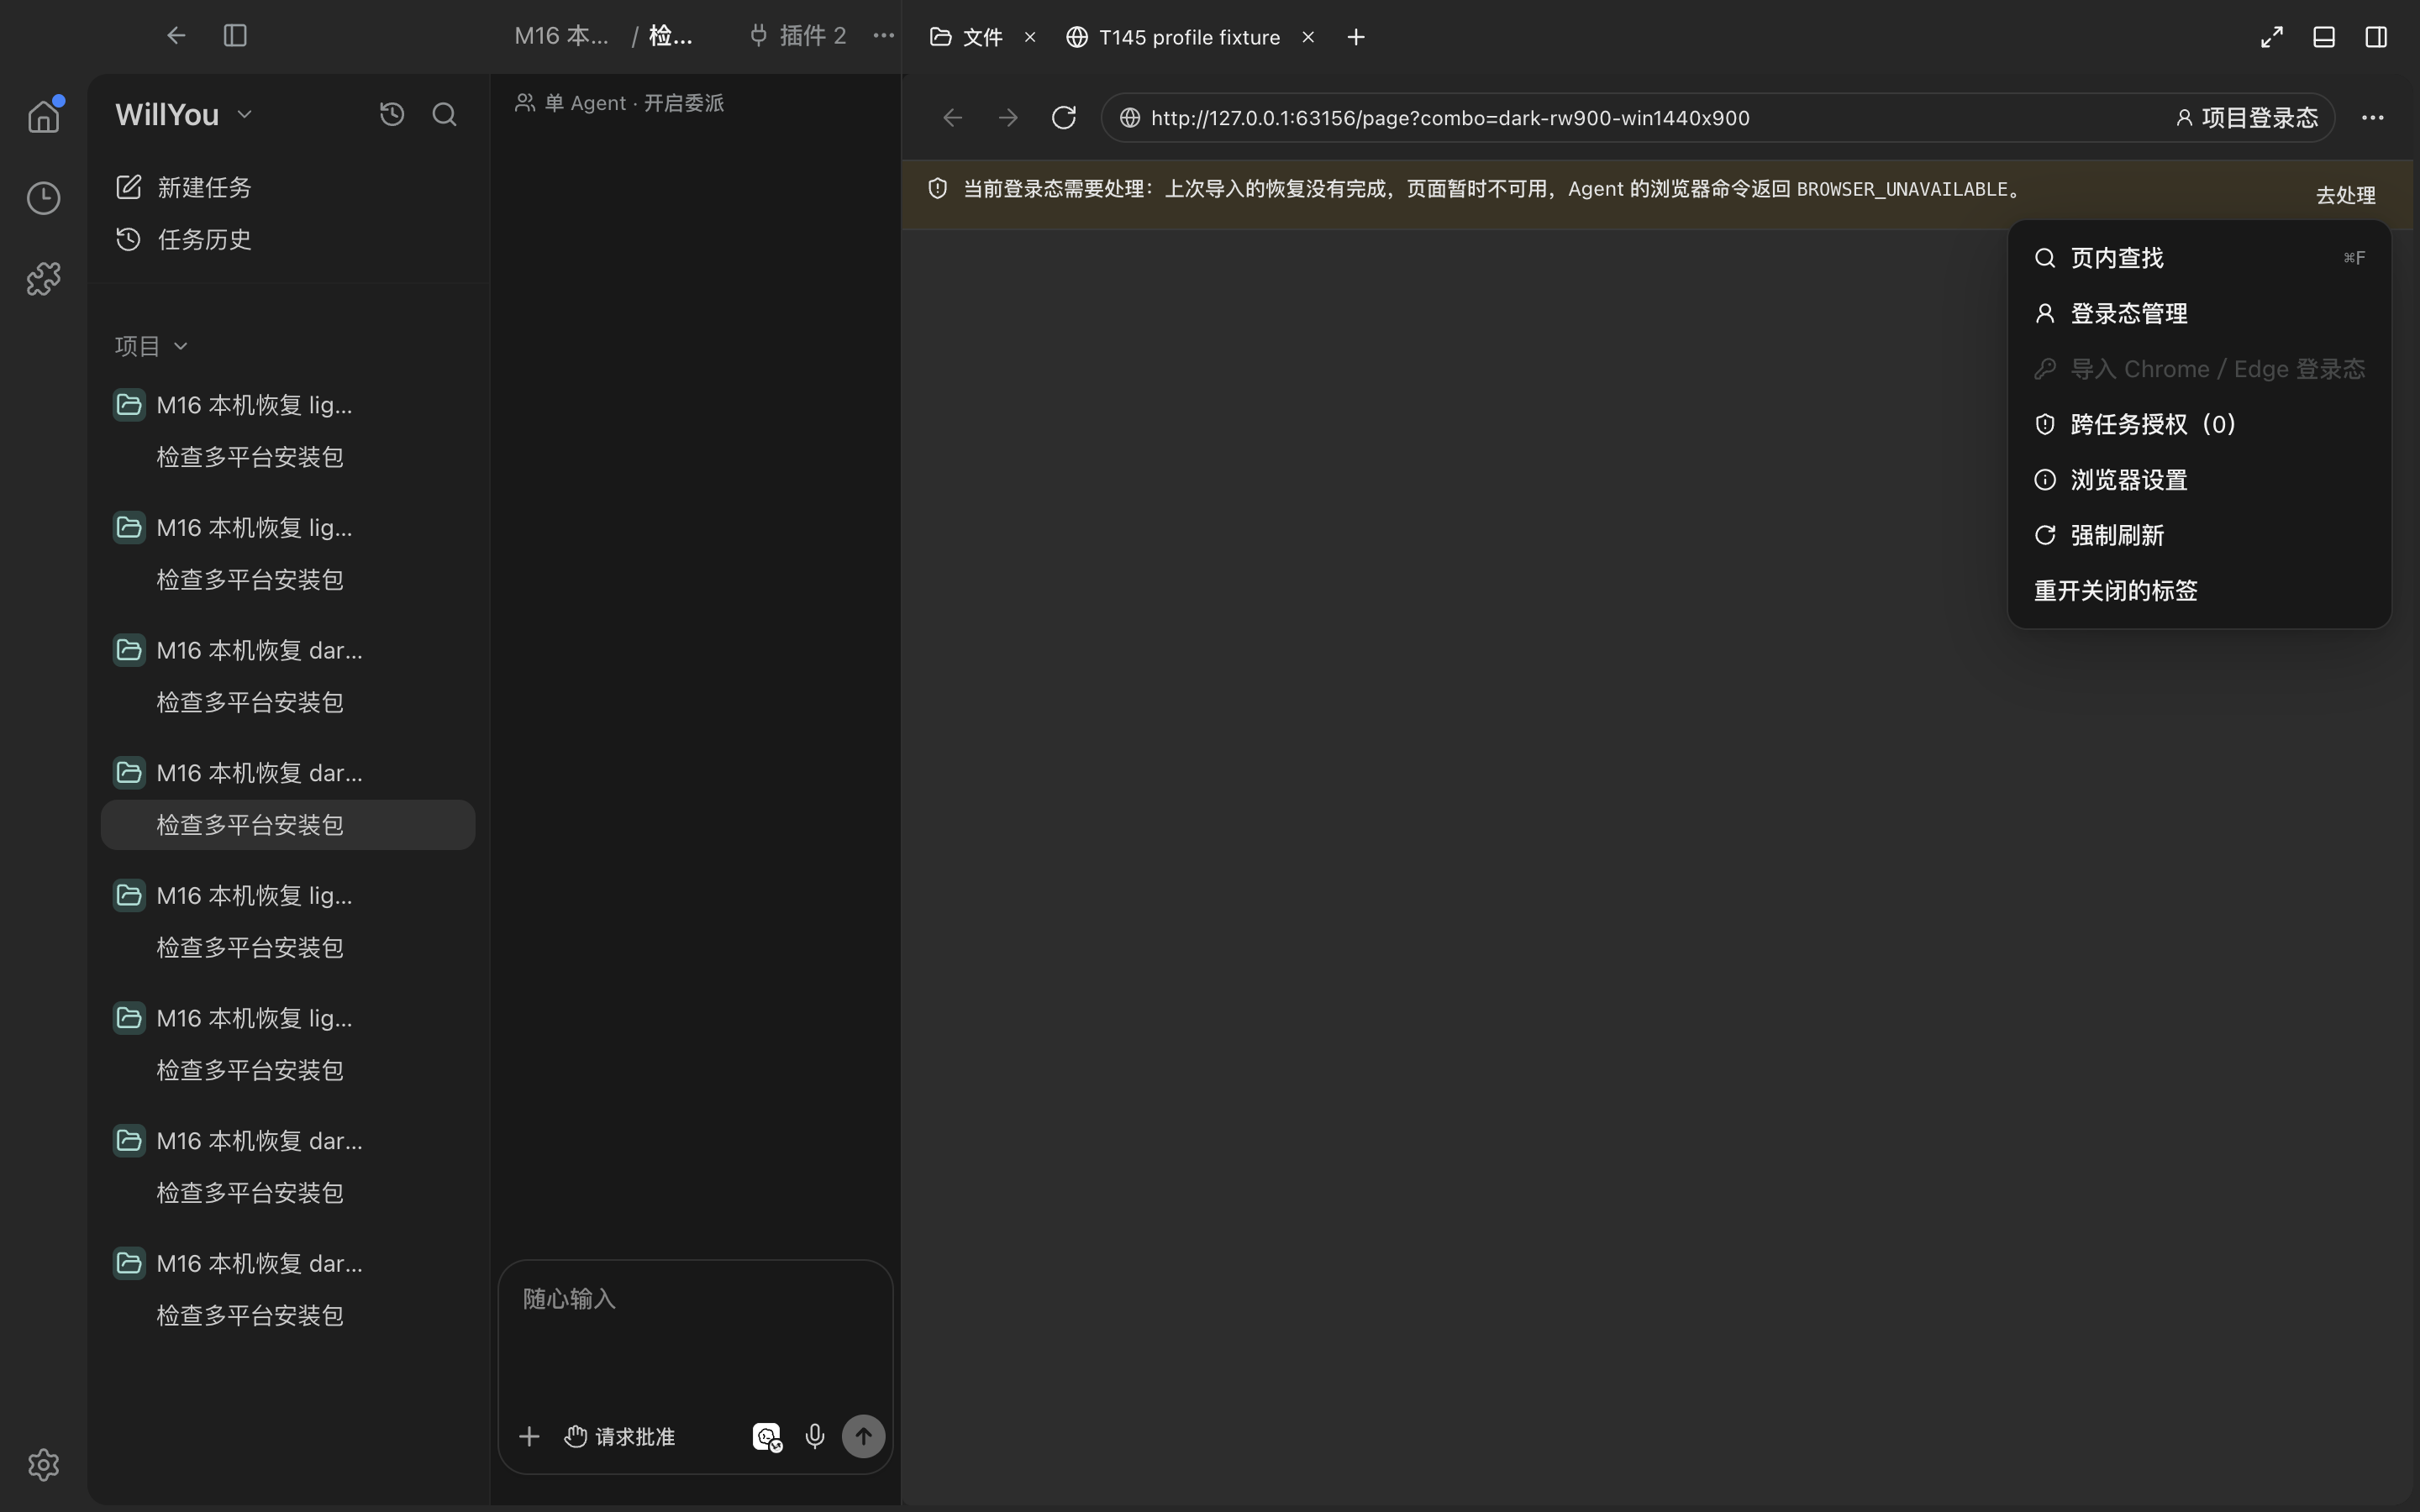 M16 本... / 检...
插件 2
文件
T145 profile fixture
WillYou
新建任务
任务历史
项目
M16 本机恢复 lig...
检查多平台安装包
M16 本机恢复 lig...
检查多平台安装包
M16 本机恢复 dar...
检查多平台安装包
M16 本机恢复 dar...
检查多平台安装包
M16 本机恢复 lig...
检查多平台安装包
M16 本机恢复 lig...
检查多平台安装包
M16 本机恢复 dar...
检查多平台安装包
M16 本机恢复 dar...
检查多平台安装包
单 Agent · 开启委派
随心输入
请求批准
http://127.0.0.1:63156/page?combo=dark-rw900-win1440x900
项目登录态
当前登录态需要处理：上次导入的恢复没有完成，页面暂时不可用，Agent 的浏览器命令返回 BROWSER_UNAVAILABLE。
去处理
页内查找 ⌘F
登录态管理
导入 Chrome / Edge 登录态
跨任务授权（0）
浏览器设置
强制刷新
重开关闭的标签